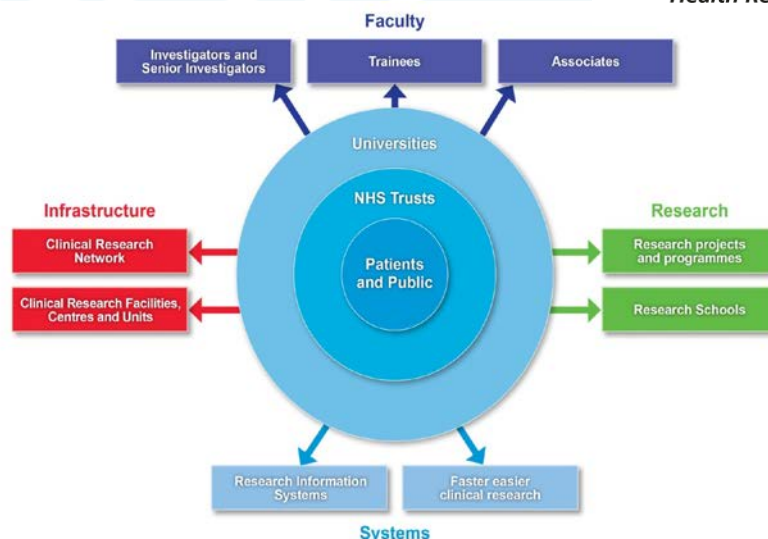 Health Re
Faculty
Investigators and
Senior Investigators
Trainees
Associates
Universities
NHS Trusts
Patients
and Public
Infrastructure
Clinical Research
Network
Clinical Research Facilities,
Centres and Units
Research
Research projects
and programmes
Research Schools
Research Information
Systems
Faster easier
clinical research
Systems